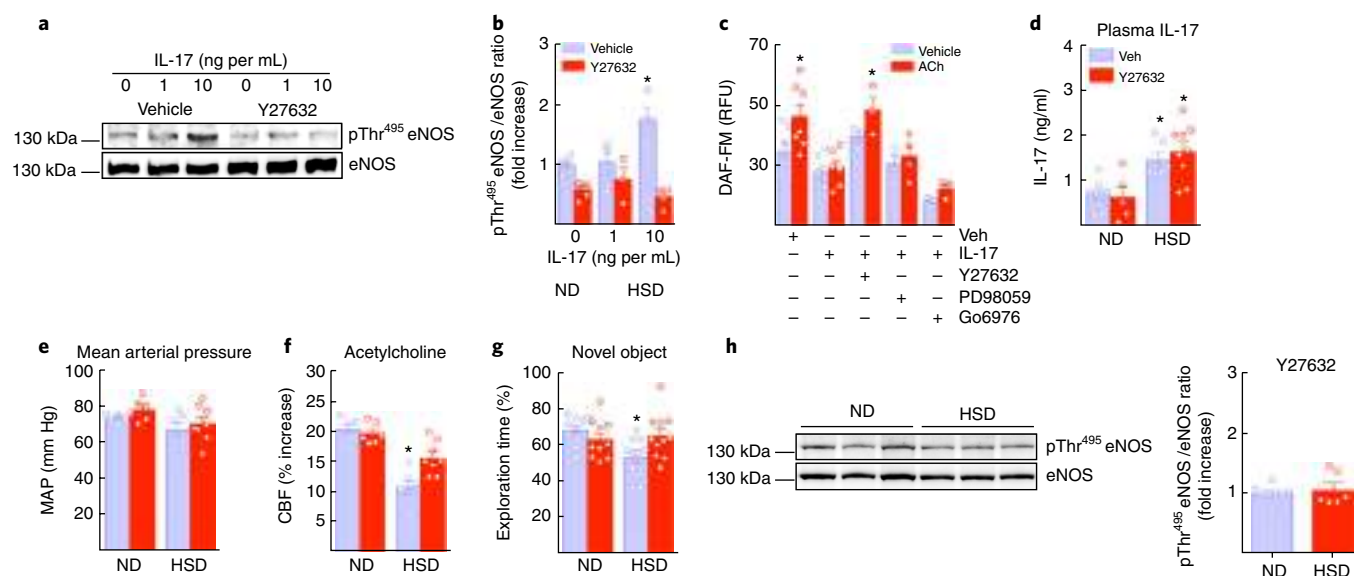 a
IL-17 (ng per mL)
0 1 10 0 1 10
Vehicle Y27632
130 kDa pThr495 eNOS
130 kDa eNOS
b
pThr495 eNOS /eNOS ratio
(fold increase)
3
2
1
0
Vehicle
Y27632
*
0 1 10
IL-17 (ng per mL)
ND HSD
c
DAF-FM (RFU)
70
50
30
Vehicle
ACh
* *
+ – – – – Veh
– + + + + IL-17
– – + – – Y27632
– – – + – PD98059
– – – – + Go6976
d
Plasma IL-17
IL-17 (ng/ml)
4
3
2
1
Veh
Y27632
* *
ND HSD
e
Mean arterial pressure
MAP (mm Hg)
100
80
60
40
20
ND HSD
f
Acetylcholine
CBF (% increase)
30
25
20
15
10
5
*
ND HSD
g
Novel object
Exploration time (%)
100
80
60
40
20
*
ND HSD
h
ND HSD
130 kDa pThr495 eNOS
130 kDa eNOS
Y27632
pThr495 eNOS /eNOS ratio
(fold increase)
3
2
1
ND HSD